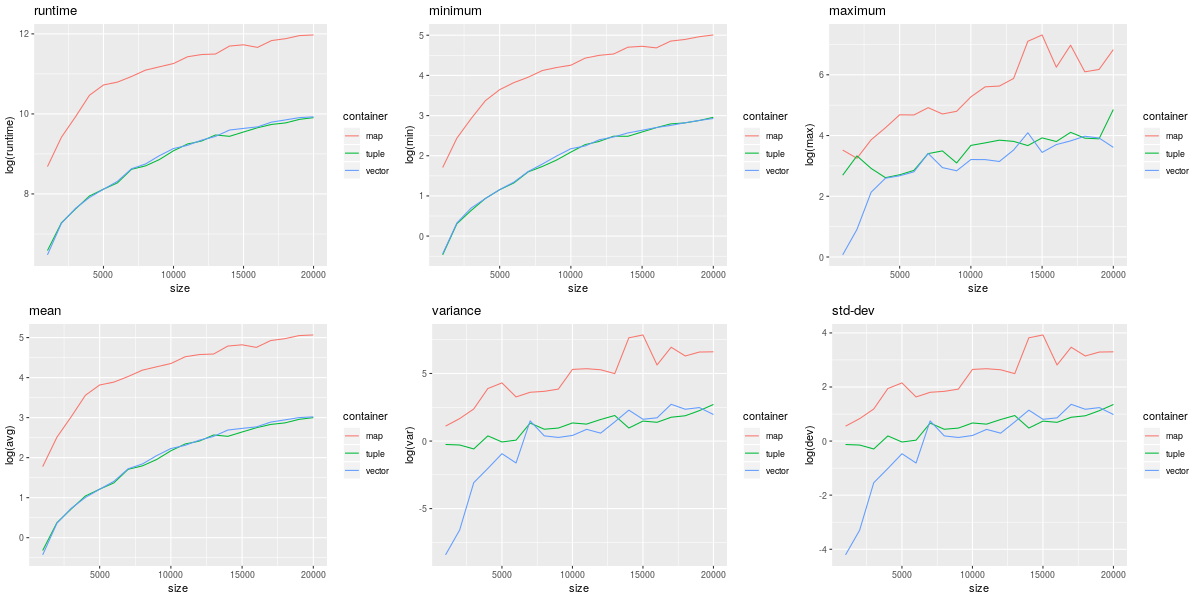 runtime
12
10
8
log(runtime)
5000
10000
15000
20000
size
container
map
tuple
vector
minimum
5
4
3
2
1
0
log(min)
5000
10000
15000
20000
size
container
map
tuple
vector
maximum
6
4
2
0
log(max)
5000
10000
15000
20000
size
container
map
tuple
vector
mean
5
4
3
2
1
0
log(avg)
5000
10000
15000
20000
size
container
map
tuple
vector
variance
5
0
-5
log(var)
5000
10000
15000
20000
size
container
map
tuple
vector
std-dev
4
2
0
-2
-4
log(dev)
5000
10000
15000
20000
size
container
map
tuple
vector